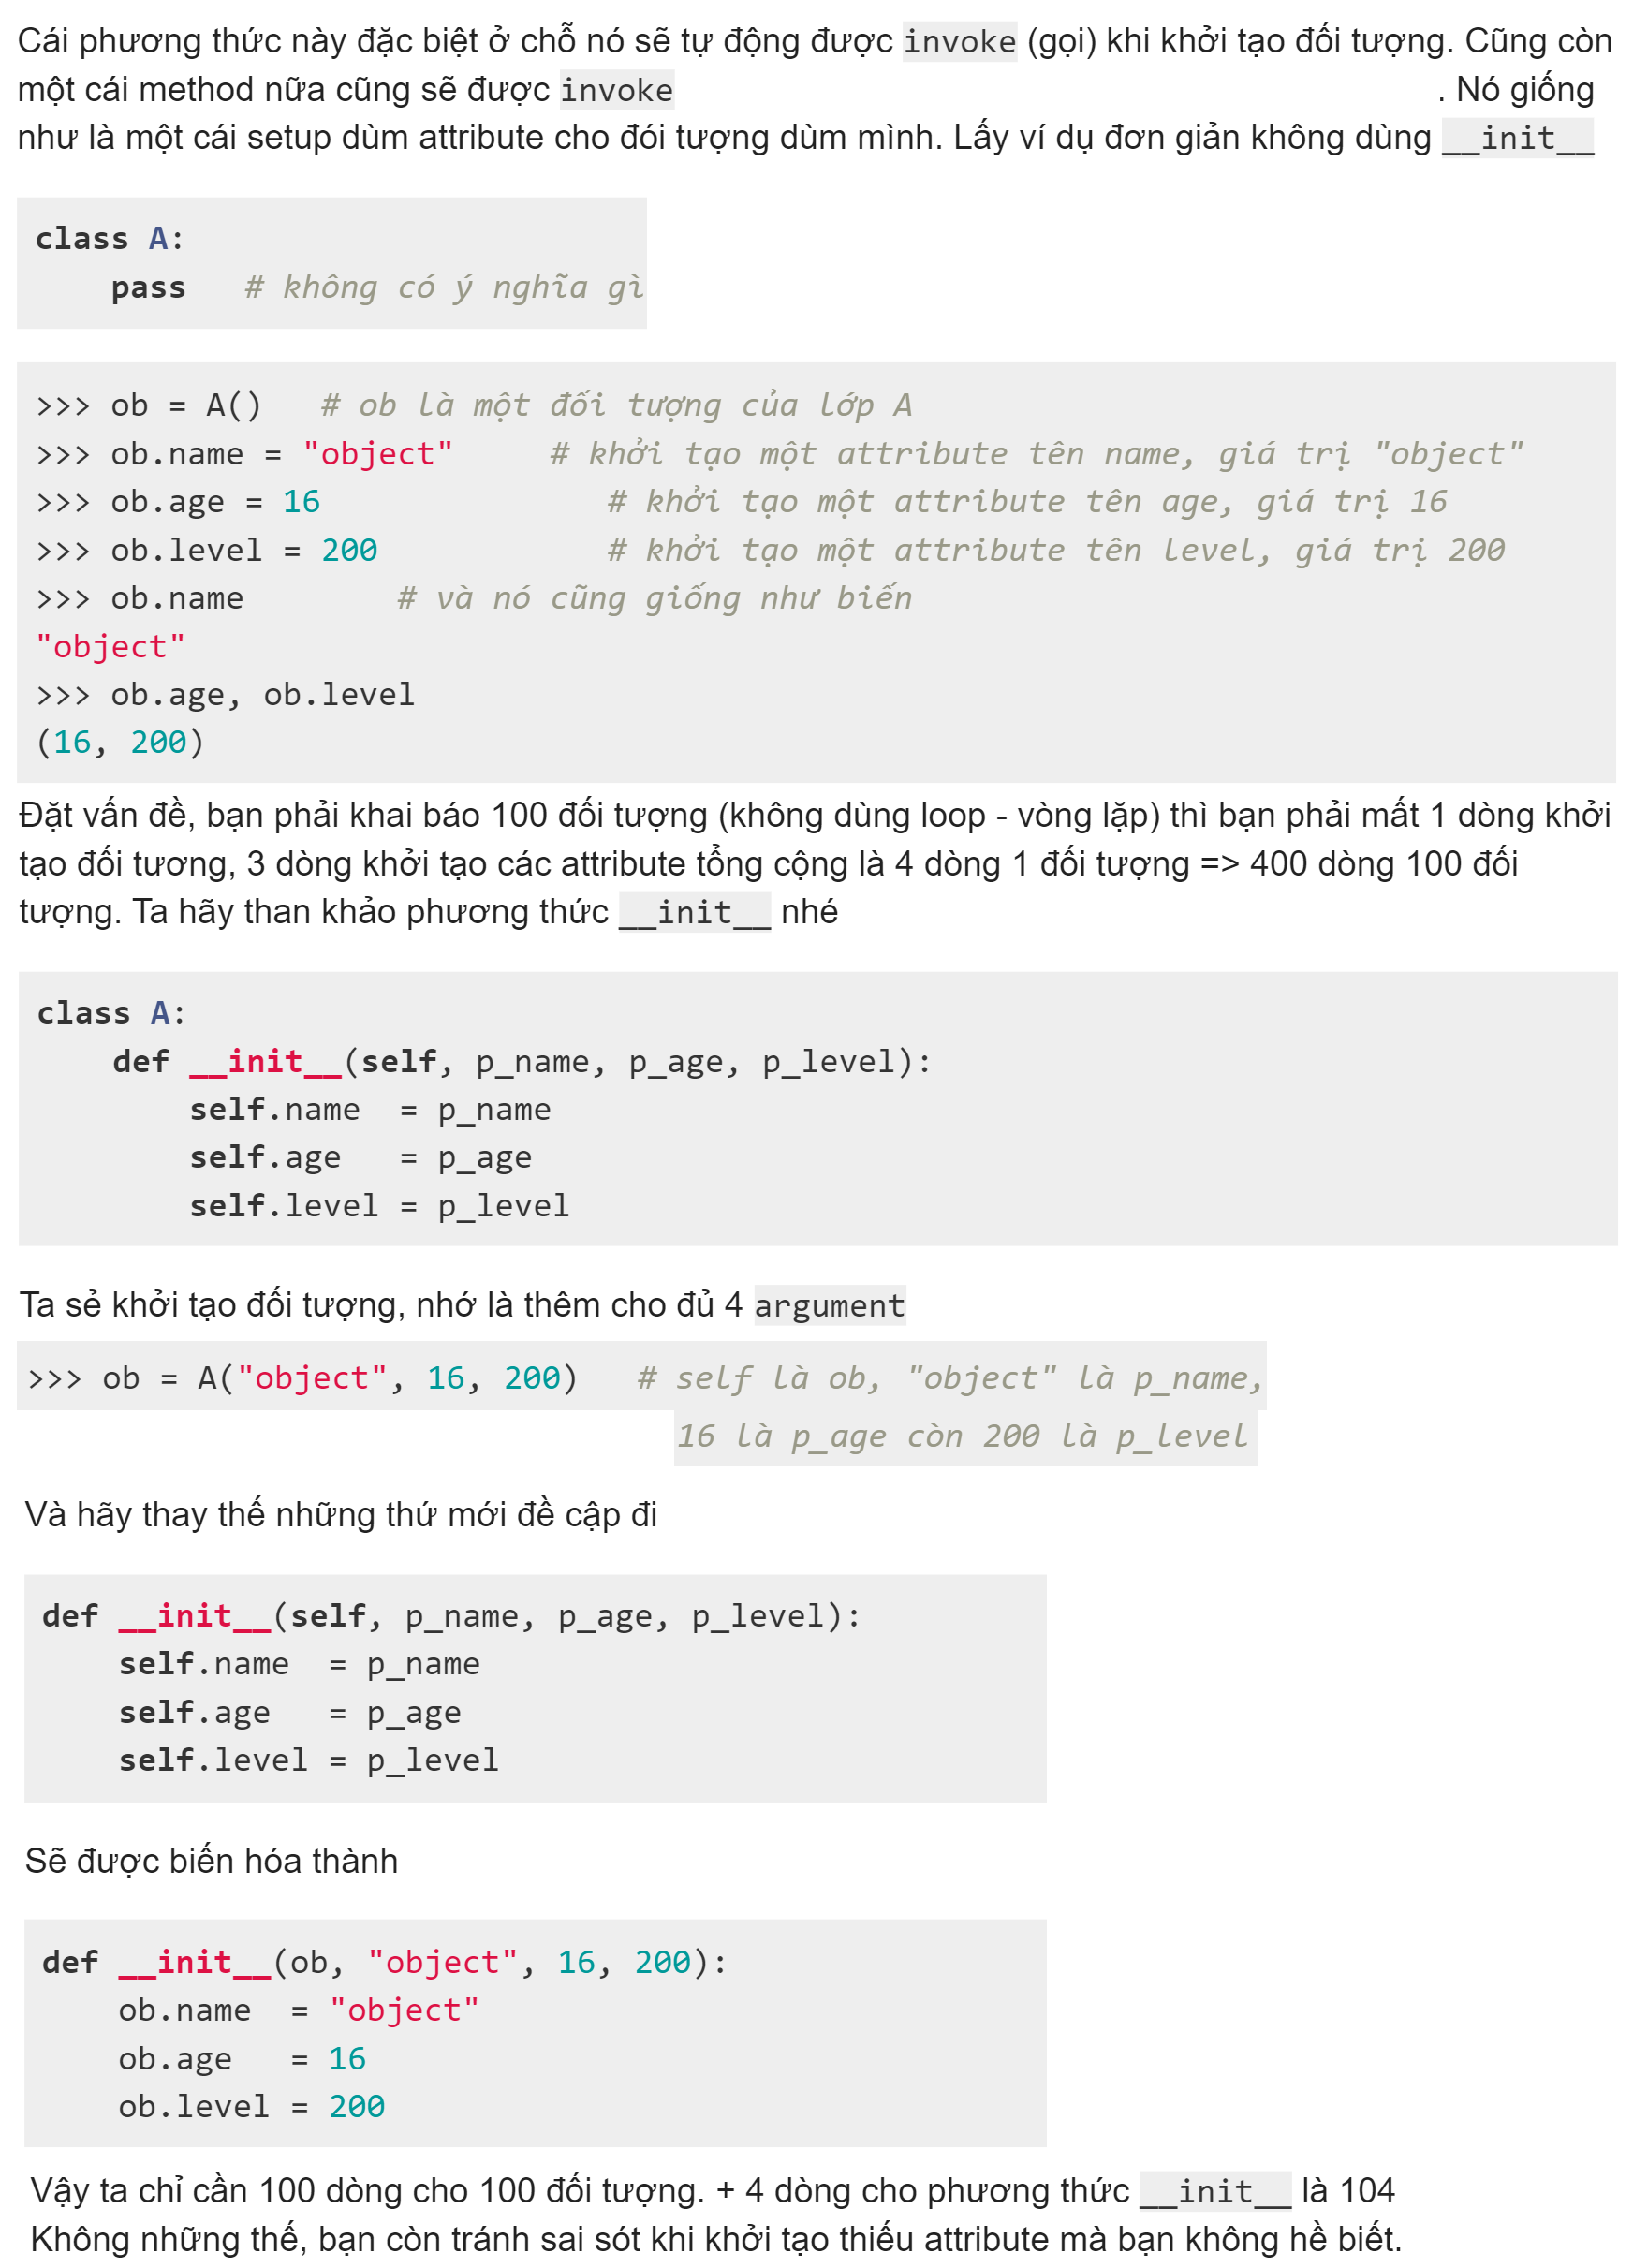 Cái phương thức này đặc biệt ở chỗ nó sẽ tự động được invoke (gọi) khi khởi tạo đối tượng. Cũng còn
một cái method nữa cũng sẽ được invoke . Nó giống
như là một cái setup dùm attribute cho đói tượng dùm mình. Lấy ví dụ đơn giản không dùng __init__
class A:
    pass   # không có ý nghĩa gì
>>> ob = A()   # ob là một đối tượng của lớp A
>>> ob.name = "object"     # khởi tạo một attribute tên name, giá trị "object"
>>> ob.age = 16               # khởi tạo một attribute tên age, giá trị 16
>>> ob.level = 200            # khởi tạo một attribute tên level, giá trị 200
>>> ob.name        # và nó cũng giống như biến
"object"
>>> ob.age, ob.level
(16, 200)
Đặt vấn đề, bạn phải khai báo 100 đối tượng (không dùng loop - vòng lặp) thì bạn phải mất 1 dòng khởi
tạo đối tương, 3 dòng khởi tạo các attribute tổng cộng là 4 dòng 1 đối tượng => 400 dòng 100 đối
tượng. Ta hãy than khảo phương thức __init__ nhé
class A:
    def __init__(self, p_name, p_age, p_level):
        self.name  = p_name
        self.age   = p_age
        self.level = p_level
Ta sẻ khởi tạo đối tượng, nhớ là thêm cho đủ 4 argument
>>> ob = A("object", 16, 200)   # self là ob, "object" là p_name,
16 là p_age còn 200 là p_level
Và hãy thay thế những thứ mới đề cập đi
def __init__(self, p_name, p_age, p_level):
    self.name  = p_name
    self.age   = p_age
    self.level = p_level
Sẽ được biến hóa thành
def __init__(ob, "object", 16, 200):
    ob.name  = "object"
    ob.age   = 16
    ob.level = 200
Vậy ta chỉ cần 100 dòng cho 100 đối tượng. + 4 dòng cho phương thức __init__ là 104
Không những thế, bạn còn tránh sai sót khi khởi tạo thiếu attribute mà bạn không hề biết.